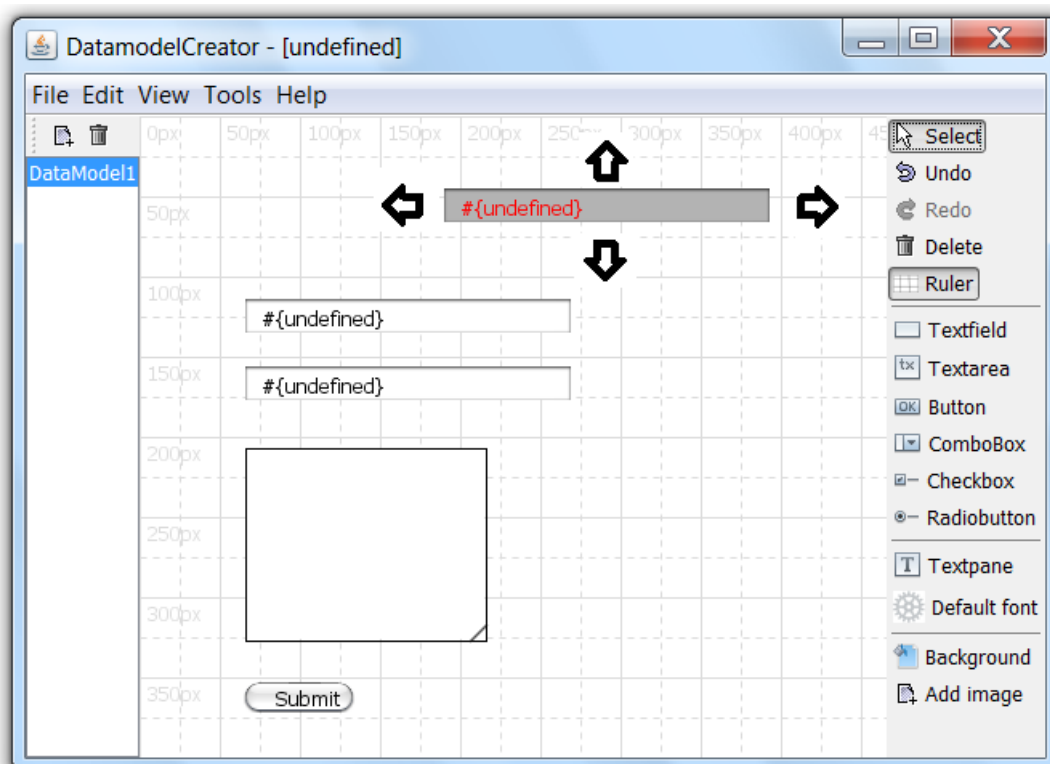 DatamodelCreator - [undefined]
File Edit View Tools Help
0px 50px 100px 150px 200px 300px 350px 400px
Select
DataModel1
Undo
50px
#{undefined}
Redo
Delete
100px
Ruler
#{undefined}
Textfield
150px
tx
Textarea
#{undefined}
OK
Button
200px
ComboBox
Checkbox
250px
Radiobutton
T
Textpane
300px
Default font
Background
350px
Submit
Add image